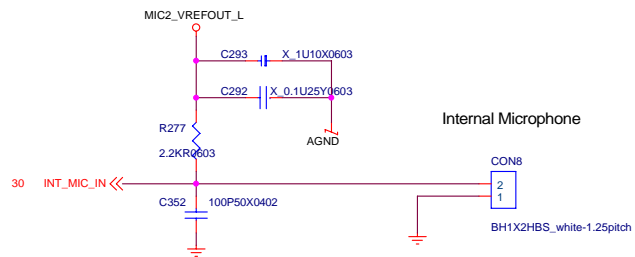 MIC2_VREFOUT_L
C293 X_1U10X0603
C292 X_0.1U25Y0603
AGND
Internal Microphone
R277
2.2KR0603
CON8
30 INT_MIC_IN
2
1
C352 100P50X0402
BH1X2HBS_white-1.25pitch